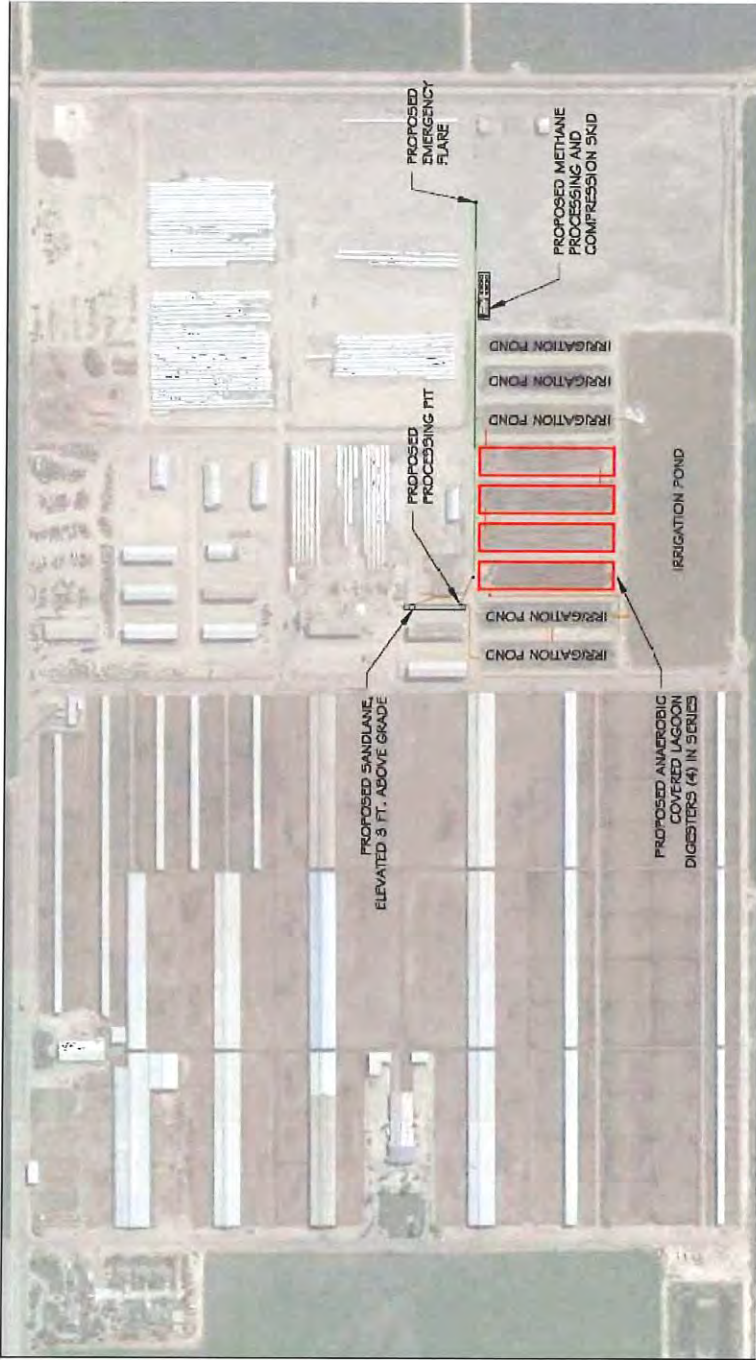 PROPOSED SANDLANE,
ELEVATED 3 FT. ABOVE GRADE
PROPOSED
PROCESSING PIT
PROPOSED
EMERGENCY
FLARE
IRRIGATION POND
IRRIGATION POND
IRRIGATION POND
IRRIGATION POND
IRRIGATION POND
PROPOSED METHANE
PROCESSING AND
COMPRESSION SKID
PROPOSED ANAEROBIC
COVERED LAGOON
DIGESTERS (4) IN SERIES
IRRIGATION POND